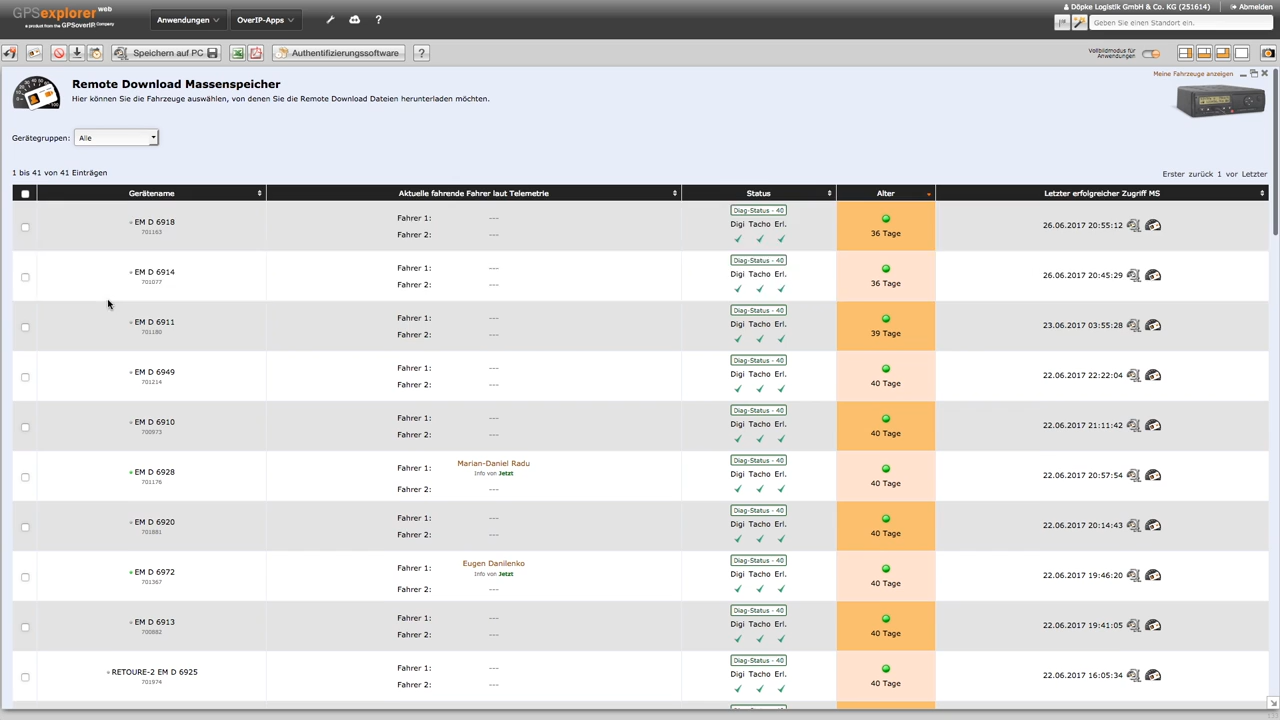 GPSexplorer web
a product from the GPSoverIP Company
Anwendungen
OverIP-Apps
?
Döpke Logistik GmbH & Co. KG (251614)
Abmelden
Geben Sie einen Standort ein.
Speichern auf PC
Authentifizierungssoftware
?
Vollbildmodus für
Anwendungen
Meine Fahrzeuge anzeigen
Remote Download Massenspeicher
Hier können Sie die Fahrzeuge auswählen, von denen Sie die Remote Download Dateien herunterladen möchten.
Gerätegruppen: Alle
1 bis 41 von 41 Einträgen
Erster zurück 1 vor Letzter
Gerätename Aktuelle fahrende Fahrer laut Telemetrie Status Alter Letzter erfolgreicher Zugriff MS
EM D 6918
701163
Fahrer 1: ---
Fahrer 2: ---
Diag-Status - 40
Digi Tacho Erl.
36 Tage
26.06.2017 20:55:12
EM D 6914
701077
Fahrer 1: ---
Fahrer 2: ---
Diag-Status - 40
Digi Tacho Erl.
36 Tage
26.06.2017 20:45:29
EM D 6911
701180
Fahrer 1: ---
Fahrer 2: ---
Diag-Status - 40
Digi Tacho Erl.
39 Tage
23.06.2017 03:55:28
EM D 6949
701214
Fahrer 1: ---
Fahrer 2: ---
Diag-Status - 40
Digi Tacho Erl.
40 Tage
22.06.2017 22:22:04
EM D 6910
700973
Fahrer 1: ---
Fahrer 2: ---
Diag-Status - 40
Digi Tacho Erl.
40 Tage
22.06.2017 21:11:42
EM D 6928
701176
Fahrer 1: Marian-Daniel Radu
Info von Jetzt
Fahrer 2: ---
Diag-Status - 40
Digi Tacho Erl.
40 Tage
22.06.2017 20:57:54
EM D 6920
701881
Fahrer 1: ---
Fahrer 2: ---
Diag-Status - 40
Digi Tacho Erl.
40 Tage
22.06.2017 20:14:43
EM D 6972
701367
Fahrer 1: Eugen Danilenko
Info von Jetzt
Fahrer 2: ---
Diag-Status - 40
Digi Tacho Erl.
40 Tage
22.06.2017 19:46:20
EM D 6913
700882
Fahrer 1: ---
Fahrer 2: ---
Diag-Status - 40
Digi Tacho Erl.
40 Tage
22.06.2017 19:41:05
RETOURE-2 EM D 6925
701974
Fahrer 1: ---
Fahrer 2: ---
Diag-Status - 40
Digi Tacho Erl.
40 Tage
22.06.2017 16:05:34